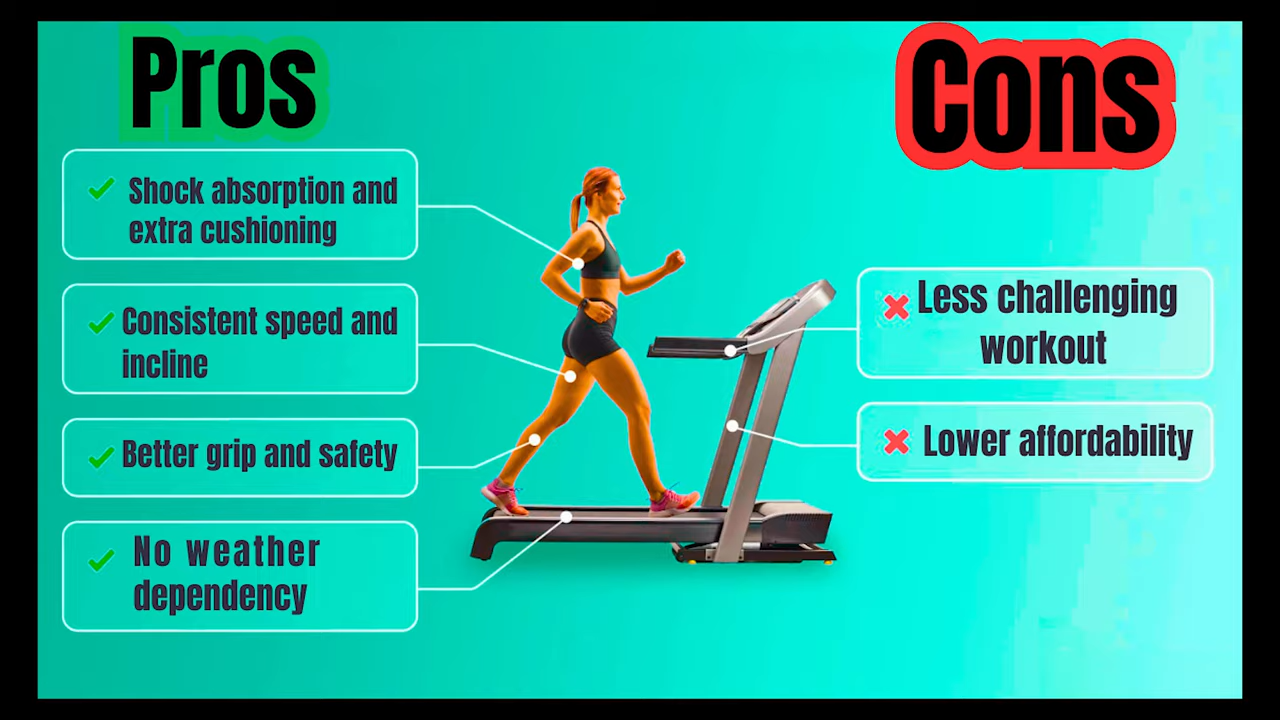 Pros
Shock absorption and
extra cushioning
Consistent speed and
incline
Better grip and safety
No weather
dependency
Cons
Less challenging
workout
Lower affordability